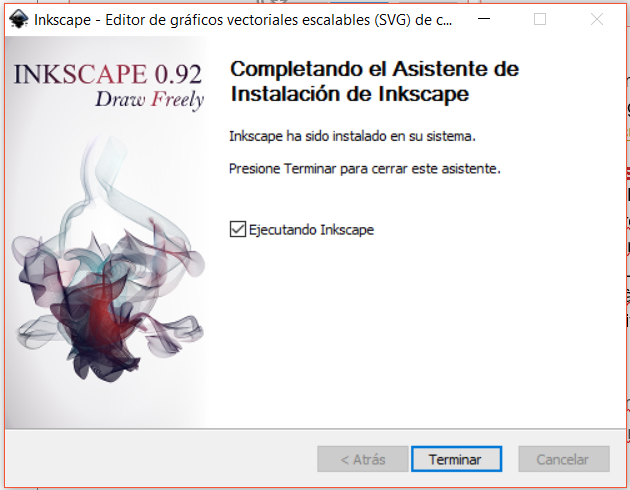 Inkscape - Editor de gráficos vectoriales escalables (SVG) de c...
INKSCAPE 0.92
Draw Freely
Completando el Asistente de
Instalación de Inkscape
Inkscape ha sido instalado en su sistema.
Presione Terminar para cerrar este asistente.
Ejecutando Inkscape
< Atrás
Terminar
Cancelar